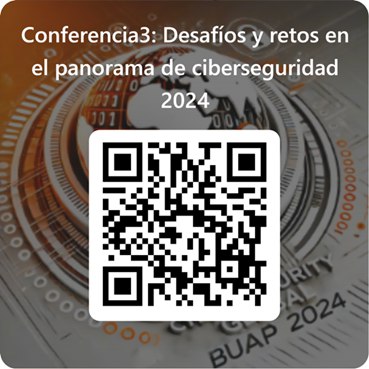 Conferencia3: Desafíos y retos en
el panorama de ciberseguridad
2024
BUAP 2024